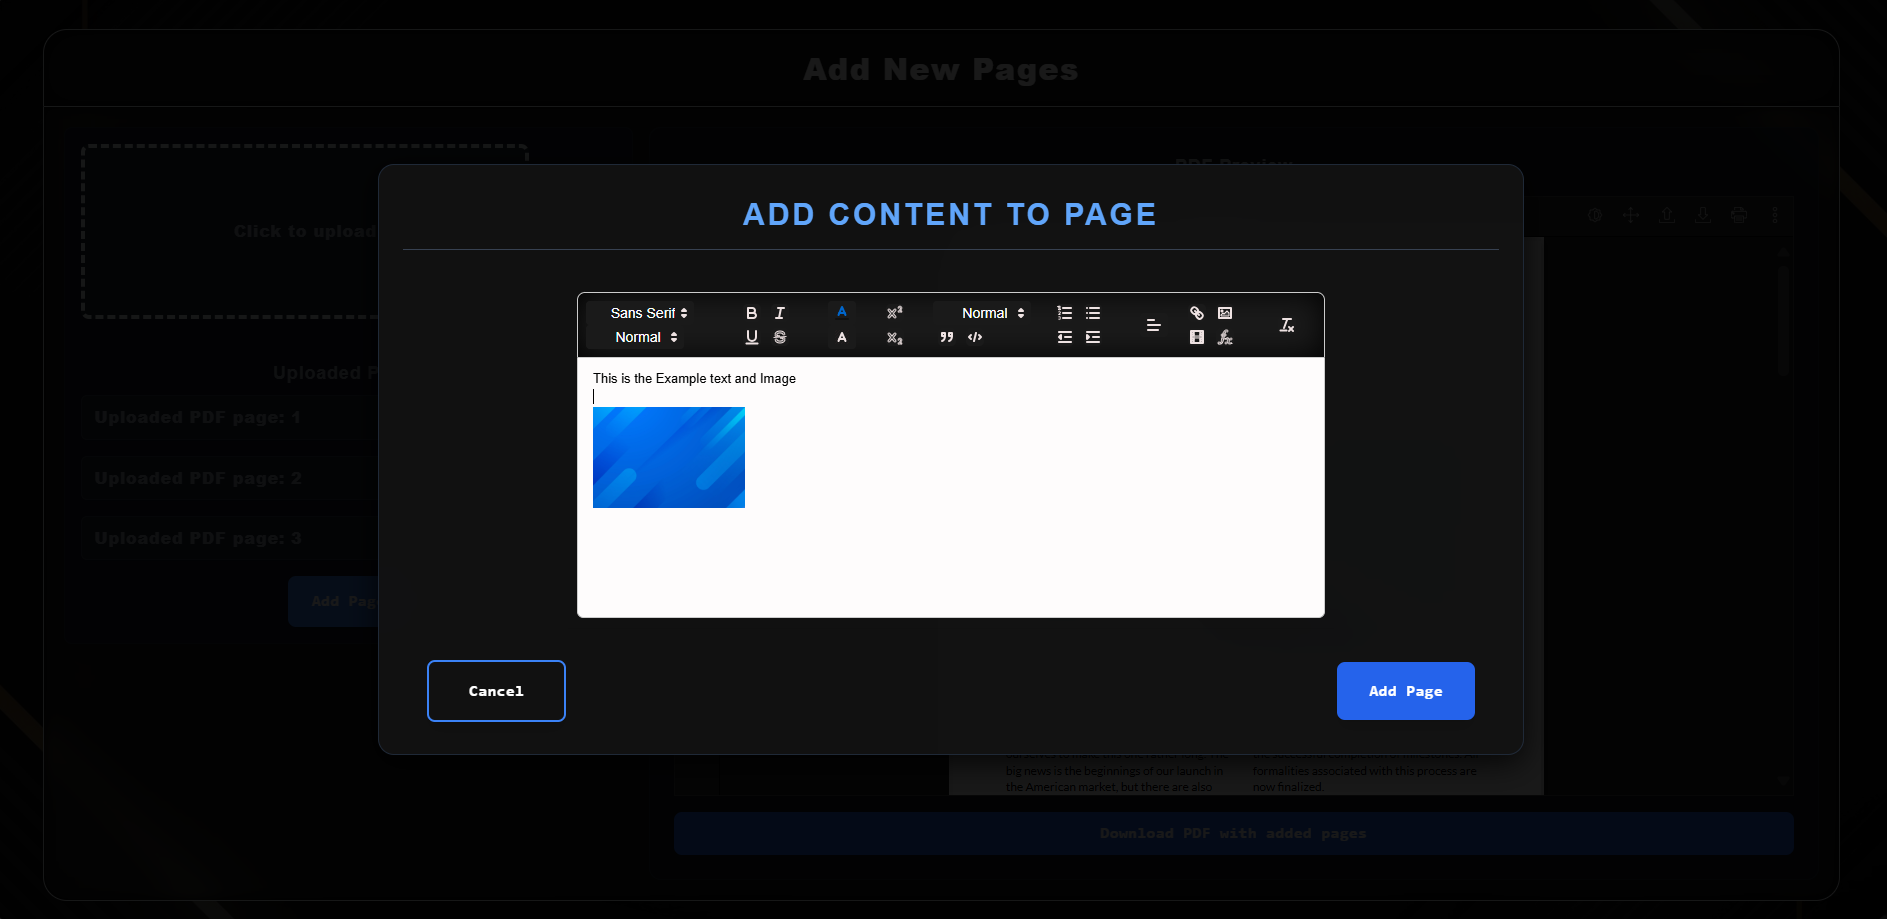 Add New Pages
PDF Preview
Click to upload
ADD CONTENT TO PAGE
Sans Serif
Normal
Normal
This is the Example text and Image
Uploaded P
Uploaded PDF page: 1
Uploaded PDF page: 2
Uploaded PDF page: 3
Add Pag
Cancel
Add Page
big news is the beginnings of our launch in
the American market, but there are also
formalities associated with this process are
now finalized.
Download PDF with added pages